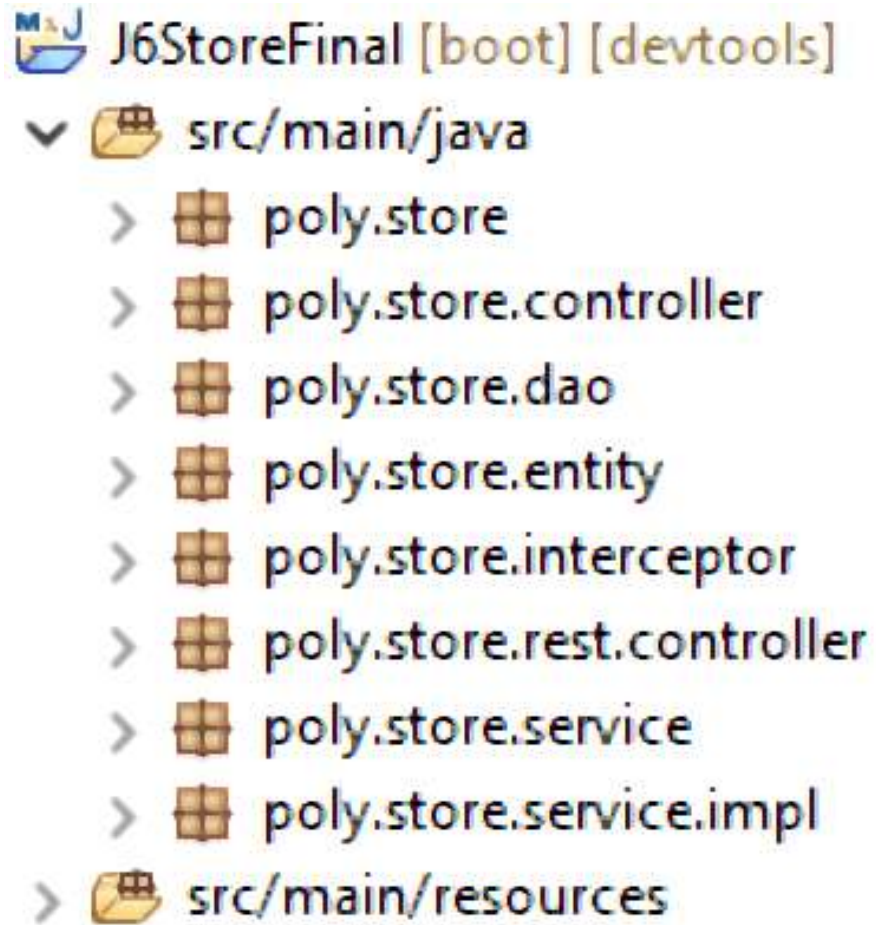 J6StoreFinal [boot] [devtools]
src/main/java
poly.store
poly.store.controller
poly.store.dao
poly.store.entity
poly.store.interceptor
poly.store.rest.controller
poly.store.service
poly.store.service.impl
src/main/resources